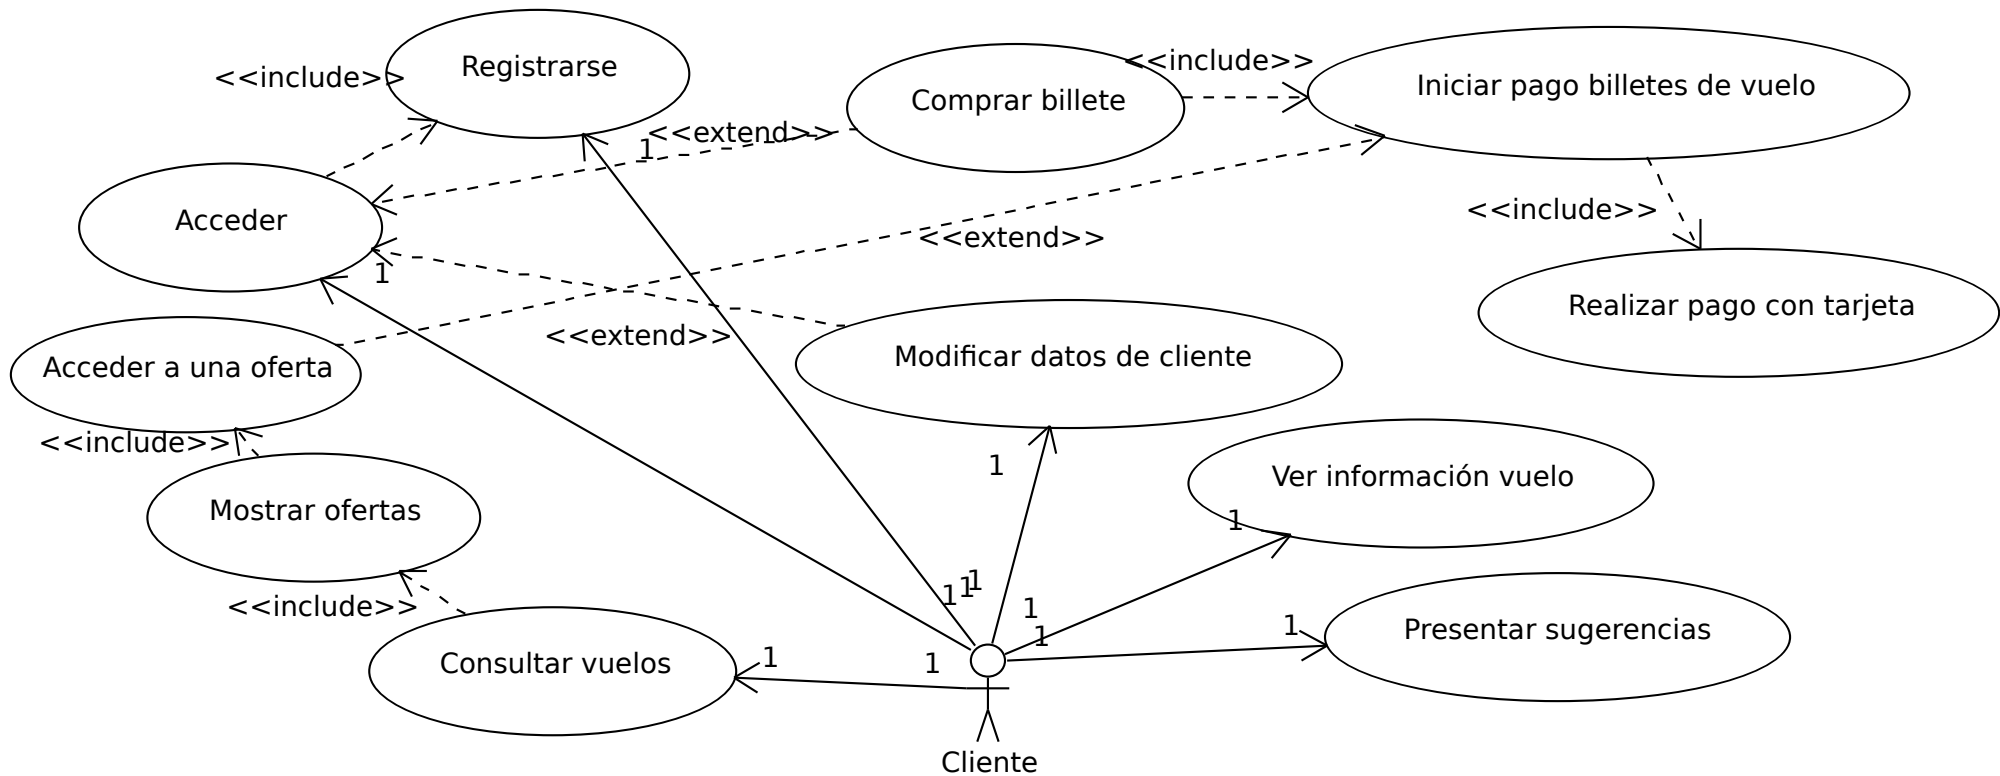 Registrarse
<<include>>
Comprar billete
<<include>>
Iniciar pago billetes de vuelo
<<extend>>
1
Acceder
<<include>>
<<extend>>
1
Realizar pago con tarjeta
<<extend>>
Modificar datos de cliente
Acceder a una oferta
<<include>>
1
Ver información vuelo
Mostrar ofertas
1
1
1
1
<<include>>
1
1
1
Presentar sugerencias
Consultar vuelos
1
1
Cliente